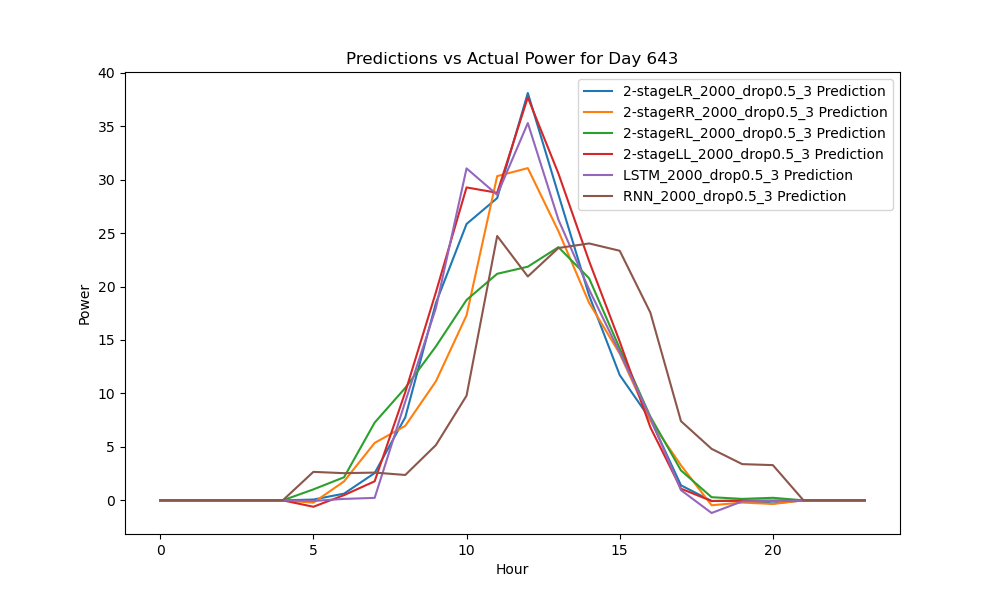 Predictions vs Actual Power for Day 643
40
35
30
25
20
15
10
5
0
Power
0 5 10 15 20
Hour
2-stageLR_2000_drop0.5_3 Prediction
2-stageRR_2000_drop0.5_3 Prediction
2-stageRL_2000_drop0.5_3 Prediction
2-stageLL_2000_drop0.5_3 Prediction
LSTM_2000_drop0.5_3 Prediction
RNN_2000_drop0.5_3 Prediction